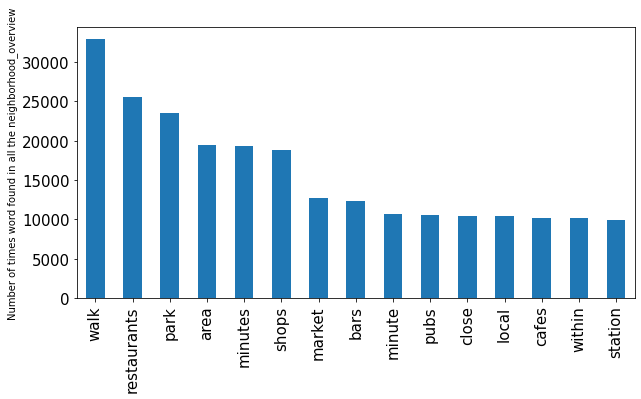 Number of times word found in all the neighborhood_overview
30000
25000
20000
15000
10000
5000
0
walk
restaurants
park
area
minutes
shops
market
bars
minute
pubs
close
local
cafes
within
station